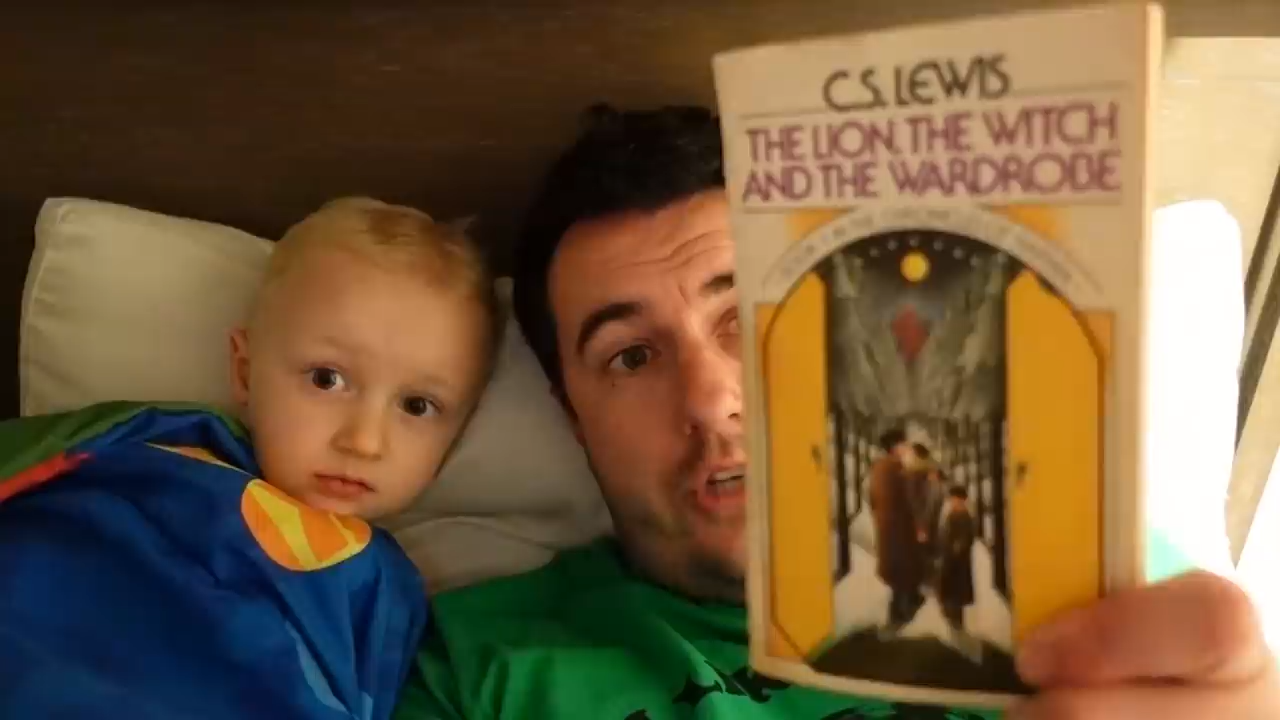 C.S. LEWIS
THE LION, THE WITCH
AND THE WARDROBE